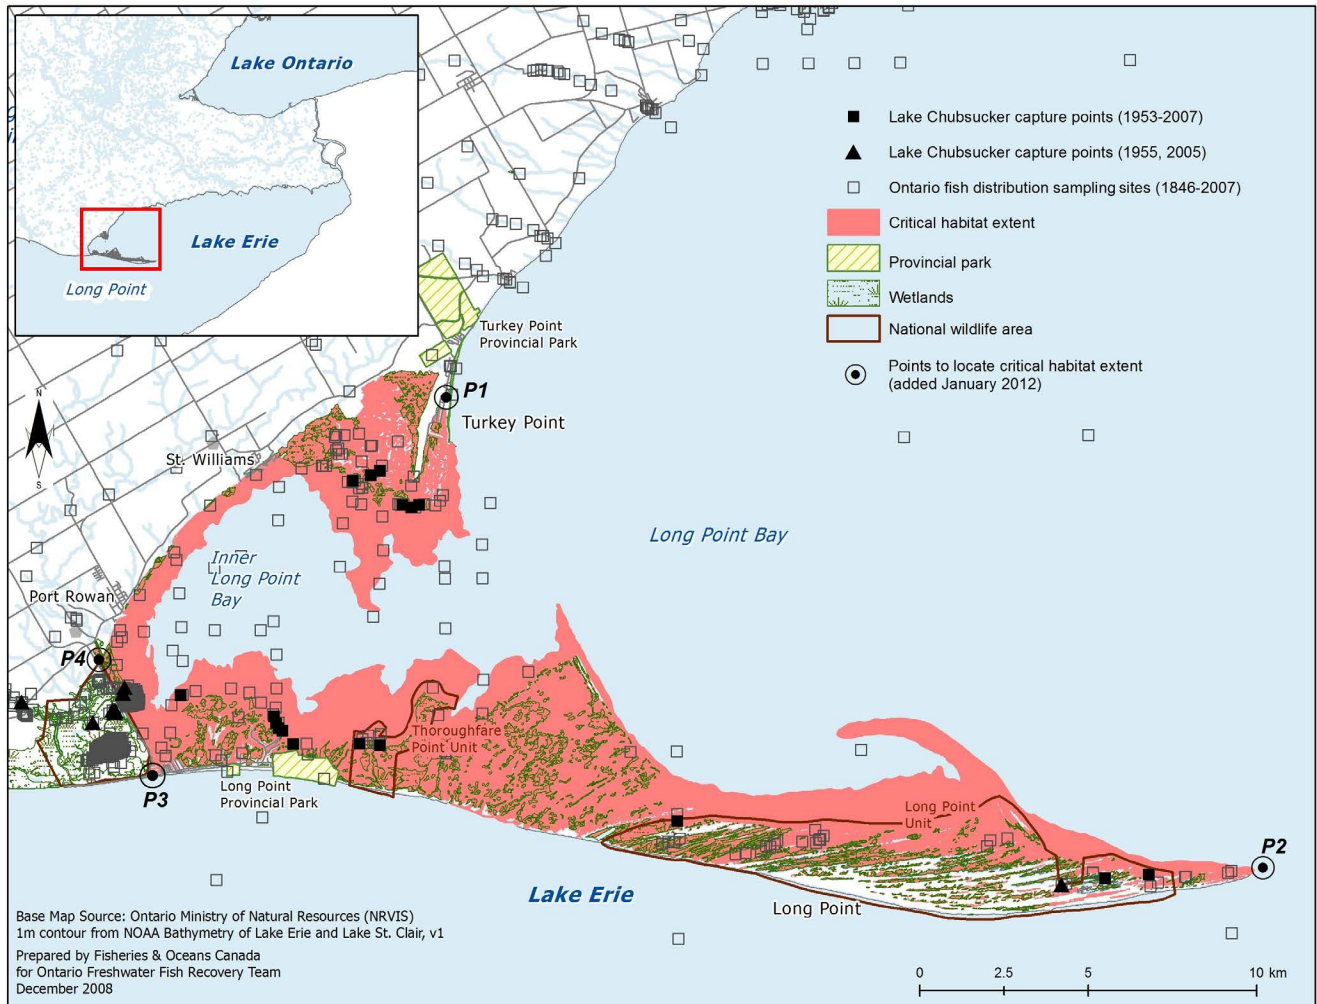 Lake Ontario
Lake Erie
Long Point
Lake Chubsucker capture points (1953-2007)
Lake Chubsucker capture points (1955, 2005)
Ontario fish distribution sampling sites (1846-2007)
Critical habitat extent
Provincial park
Wetlands
National wildlife area
Points to locate critical habitat extent
(added January 2012)
Turkey Point
Provincial Park
N
S
P1
Turkey Point
St. Williams
Long Point Bay
Inner
Long Point
Bay
Port Rowan
P4
Thoroughfare
Point Unit
P3
Long Point
Provincial Park
Long Point
Unit
P2
Lake Erie
Long Point
Base Map Source: Ontario Ministry of Natural Resources (NRVIS)
1m contour from NOAA Bathymetry of Lake Erie and Lake St. Clair, v1
Prepared by Fisheries & Oceans Canada
for Ontario Freshwater Fish Recovery Team
December 2008
0 2.5 5 10 km